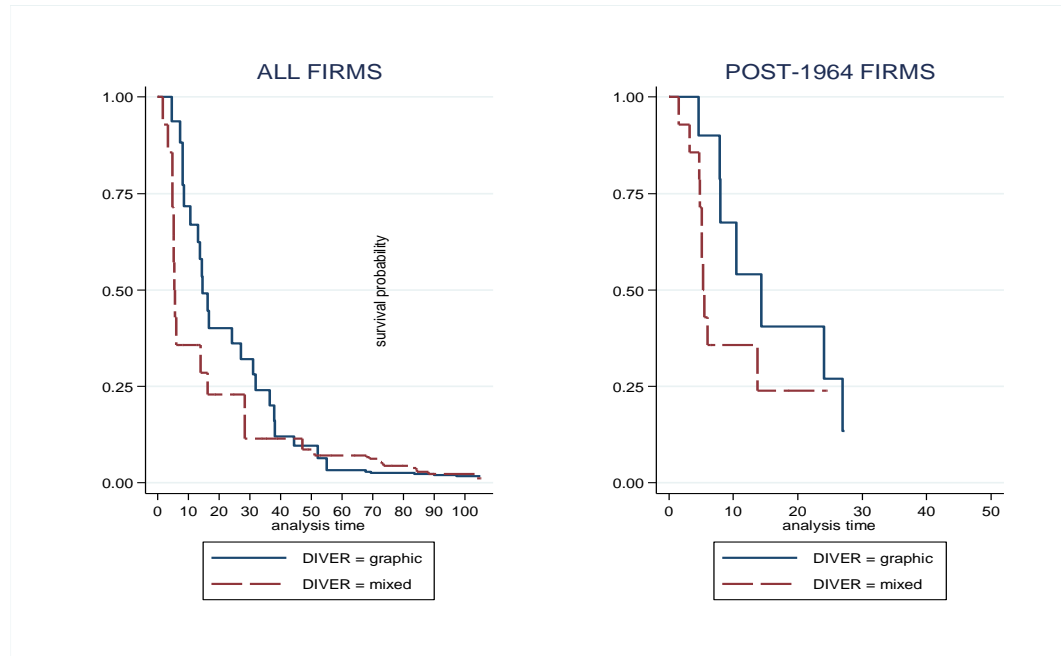 ALL FIRMS
1.00
0.75
0.50
0.25
0.00
survival probability
0 10 20 30 40 50 60 70 80 90 100
analysis time
DIVER = graphic
DIVER = mixed
POST-1964 FIRMS
1.00
0.75
0.50
0.25
0.00
0 10 20 30 40 50
analysis time
DIVER = graphic
DIVER = mixed